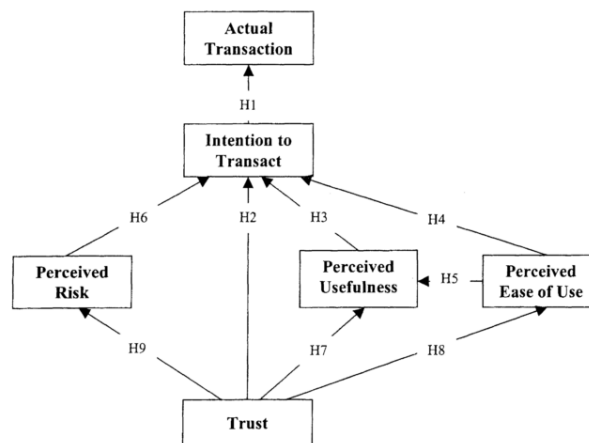 Actual
Transaction
H1
Intention to
Transact
H6
H2
H3
H4
Perceived
Risk
Perceived
Usefulness
H5
Perceived
Ease of Use
H9
H7
H8
Trust